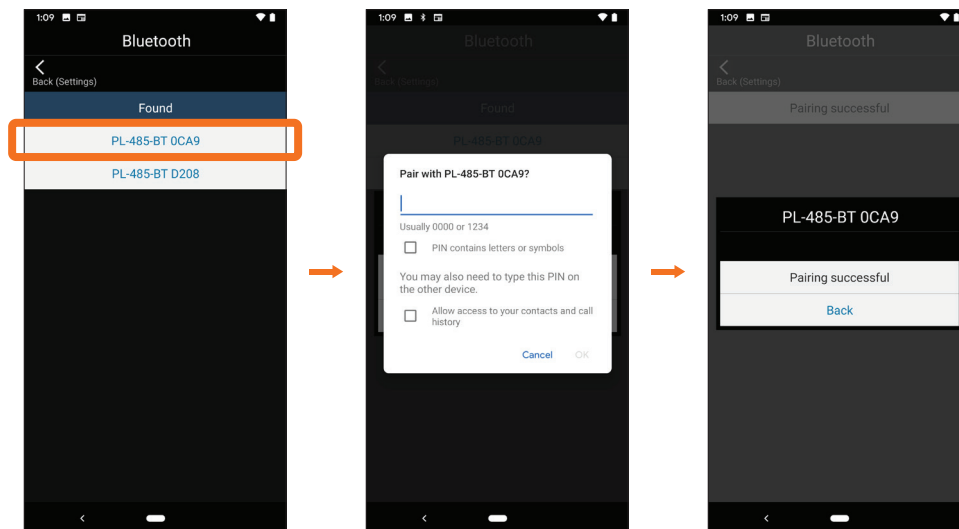 1:09
Bluetooth
Back (Settings)
Found
PL-485-BT 0CA9
PL-485-BT D208
1:09
Bluetooth
Back (Settings)
Found
PL-485-BT 0CA9
Pair with PL-485-BT 0CA9?
Usually 0000 or 1234
PIN contains letters or symbols
You may also need to type this PIN on
the other device.
Allow access to your contacts and call
history
Cancel
OK
1:09
Bluetooth
Back (Settings)
Pairing successful
PL-485-BT 0CA9
Pairing successful
Back